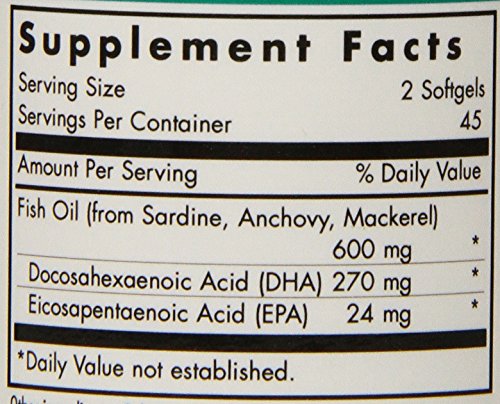 Supplement Facts
Serving Size 2 Softgels
Servings Per Container 45
Amount Per Serving % Daily Value
Fish Oil (from Sardine, Anchovy, Mackerel)
600 mg *
Docosahexaenoic Acid (DHA) 270 mg *
Eicosapentaenoic Acid (EPA) 24 mg *
*Daily Value not established.